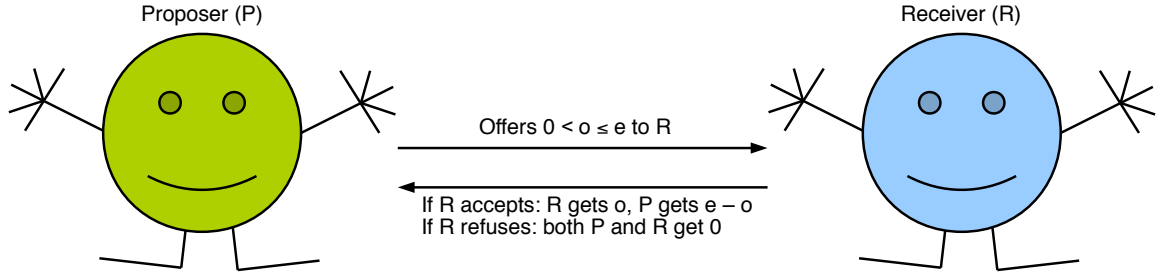 Proposer (P)
Receiver (R)
Offers 0 < o ≤ e to R
If R accepts: R gets o, P gets e – o
If R refuses: both P and R get 0